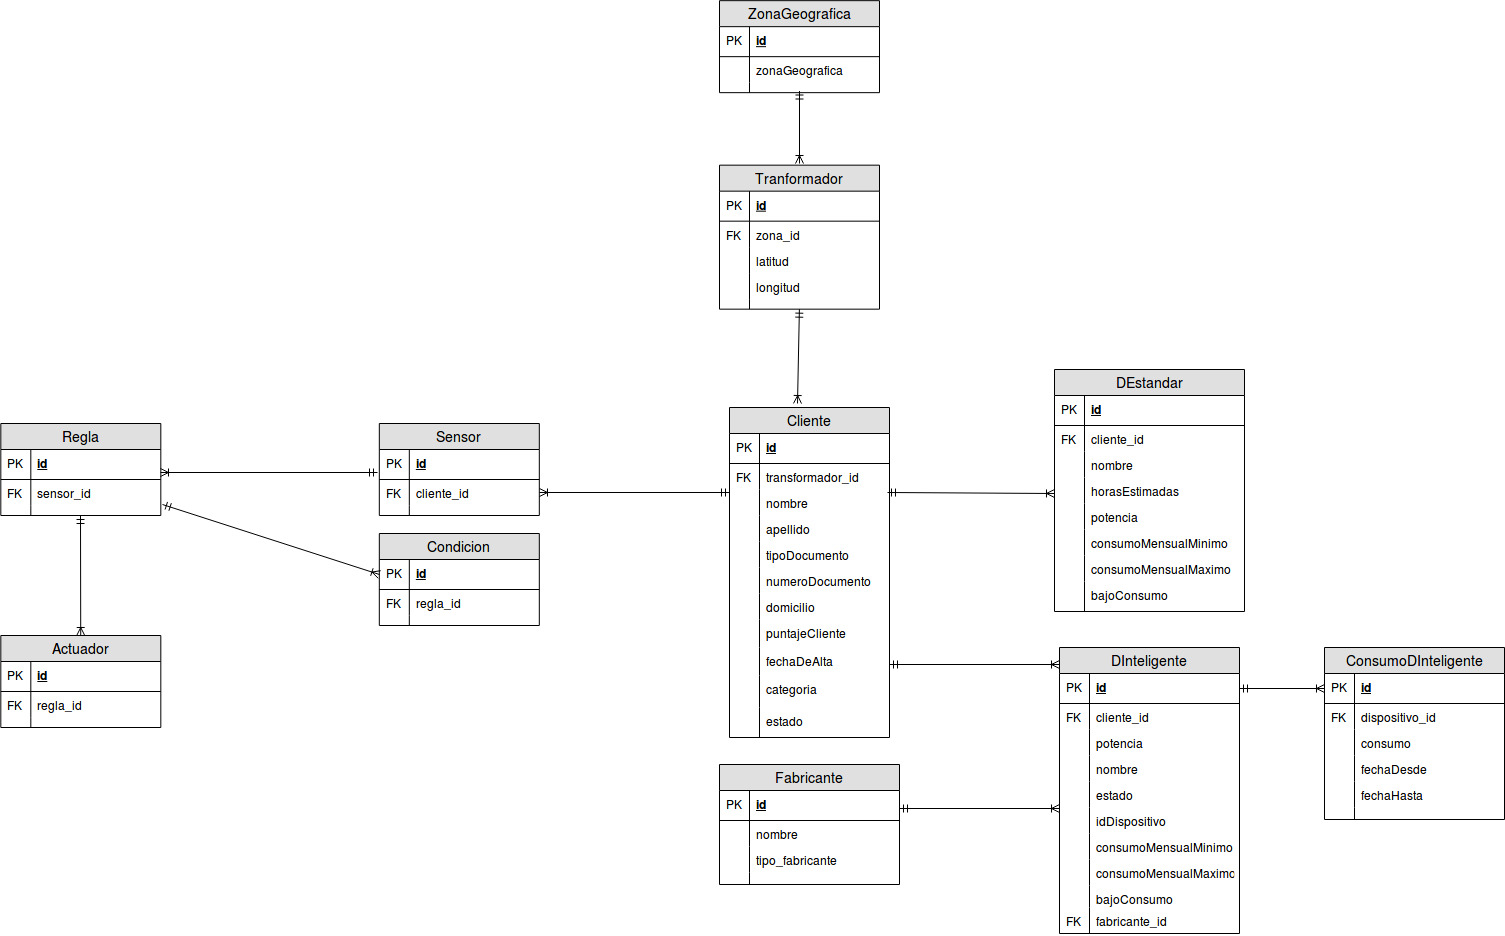 ZonaGeografica
PK id
zonaGeografica
Tranformador
PK id
FK zona_id
latitud
longitud
Cliente
PK id
FK transformador_id
nombre
apellido
tipoDocumento
numeroDocumento
domicilio
puntajeCliente
fechaDeAlta
categoria
estado
DEstandar
PK id
FK cliente_id
nombre
horasEstimadas
potencia
consumoMensualMinimo
consumoMensualMaximo
bajoConsumo
Regla
PK id
FK sensor_id
Sensor
PK id
FK cliente_id
Condicion
PK id
FK regla_id
Actuador
PK id
FK regla_id
DInteligente
PK id
FK cliente_id
potencia
nombre
estado
idDispositivo
consumoMensualMinimo
consumoMensualMaximo
bajoConsumo
FK fabricante_id
ConsumoDInteligente
PK id
FK dispositivo_id
consumo
fechaDesde
fechaHasta
Fabricante
PK id
nombre
tipo_fabricante